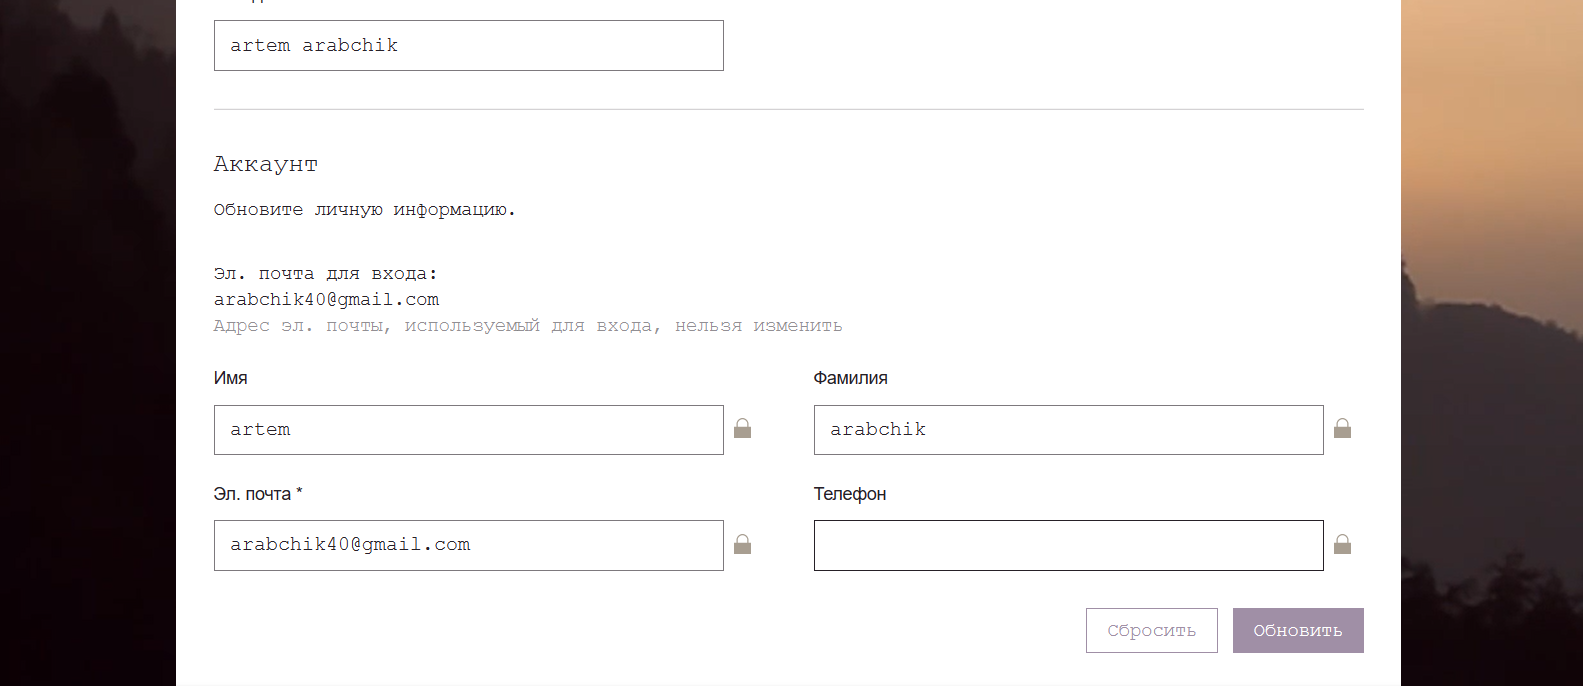 artem arabchik
Аккаунт
Обновите личную информацию.
Эл. почта для входа:
arabchik40@gmail.com
Адрес эл. почты, используемый для входа, нельзя изменить
Имя
Фамилия
artem
arabchik
Эл. почта *
Телефон
arabchik40@gmail.com
Сбросить
Обновить